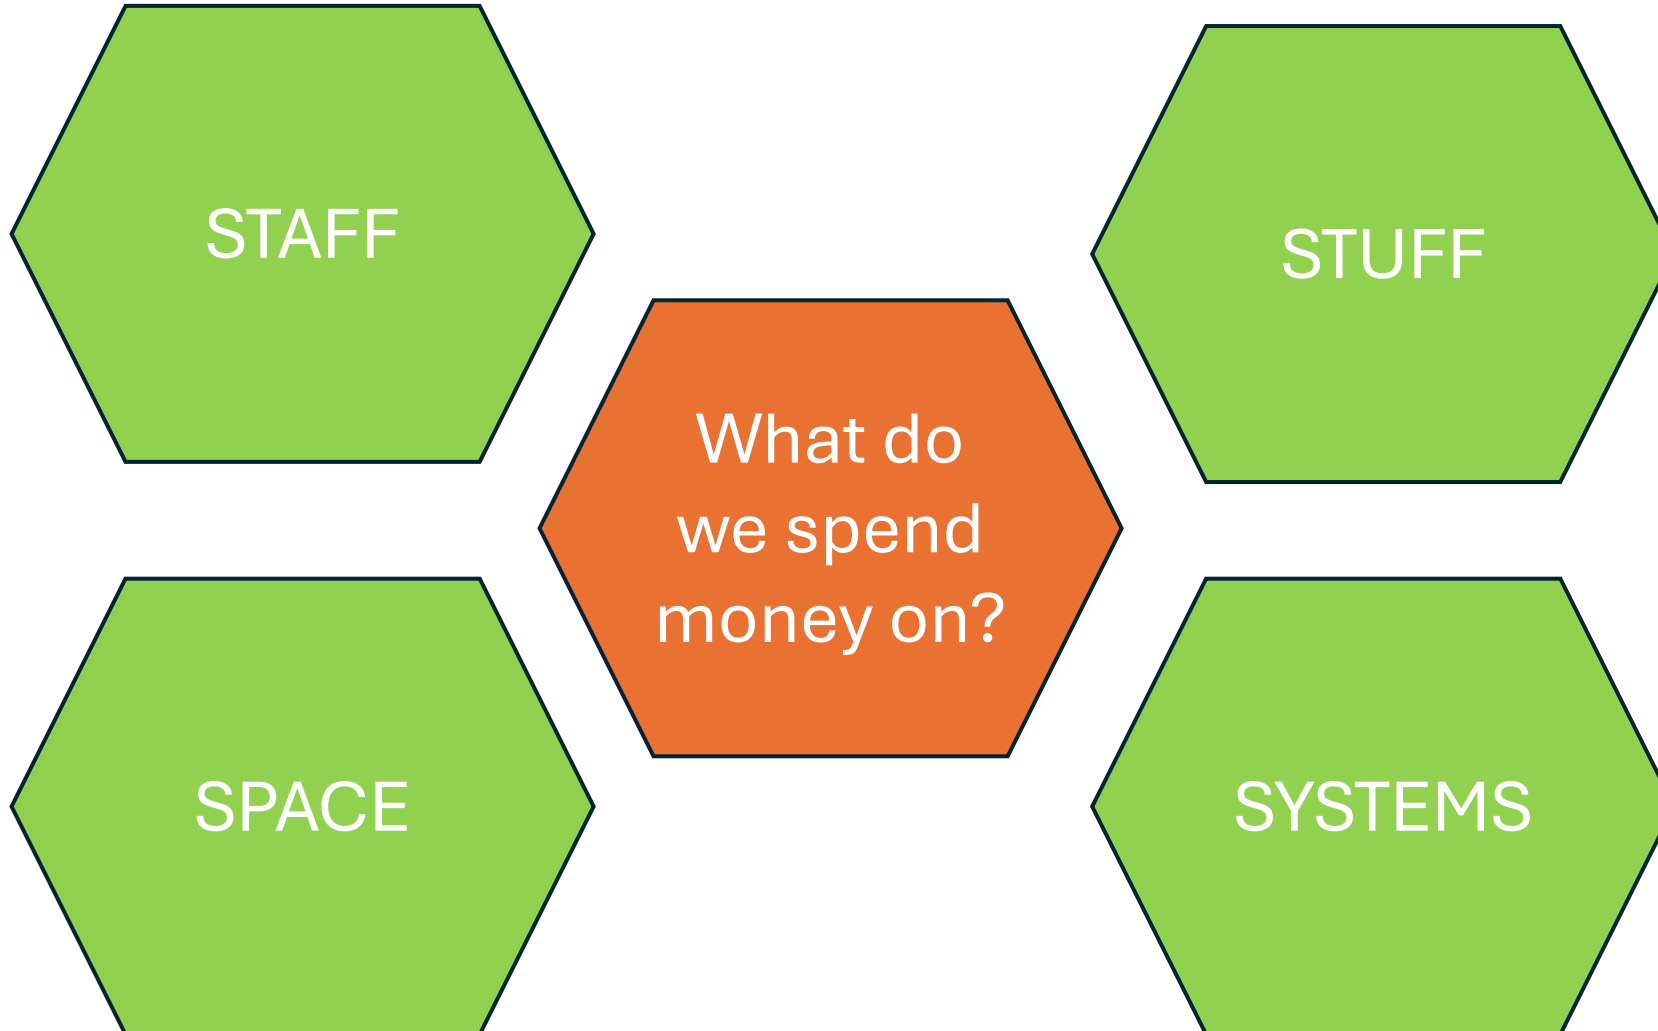 STAFF
STUFF
What do
we spend
money on?
SPACE
SYSTEMS